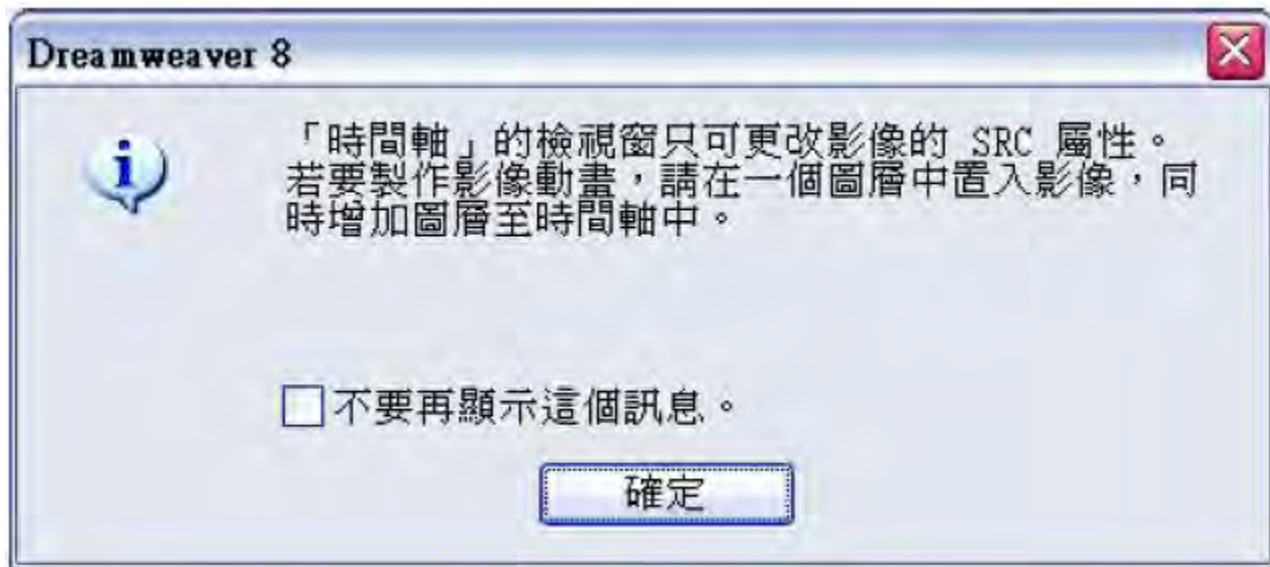 Dreamweaver 8
「時間軸」的檢視窗只可更改影像的 SRC 屬性。
若要製作影像動畫，請在一個圖層中置入影像，同
時增加圖層至時間軸中。
不要再顯示這個訊息。
確定